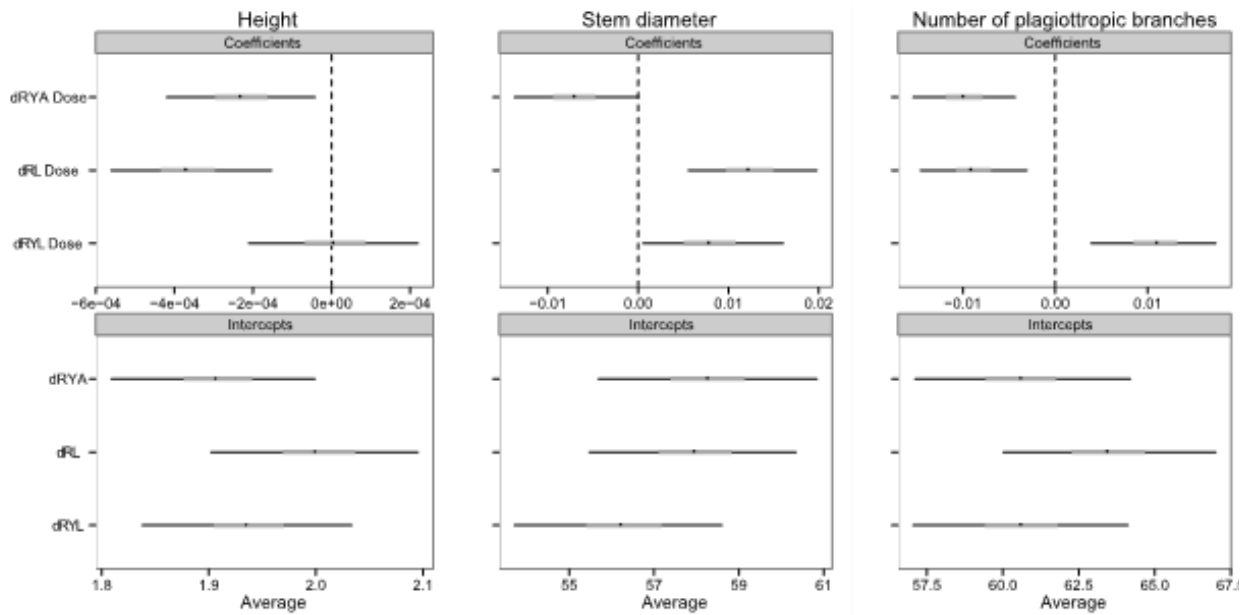 Height
Stem diameter
Number of plagiottropic branches
Coefficients
Coefficients
Coefficients
dRYA Dose
dRL Dose
dRYL Dose
−6e−04 −4e−04 −2e−04 0e+00 2e−04
−0.01 0.00 0.01 0.02
−0.01 0.00 0.01
Intercepts
Intercepts
Intercepts
dRYA
dRL
dRYL
1.8 1.9 2.0 2.1
55 57 59 61
57.5 60.0 62.5 65.0 67.5
Average
Average
Average